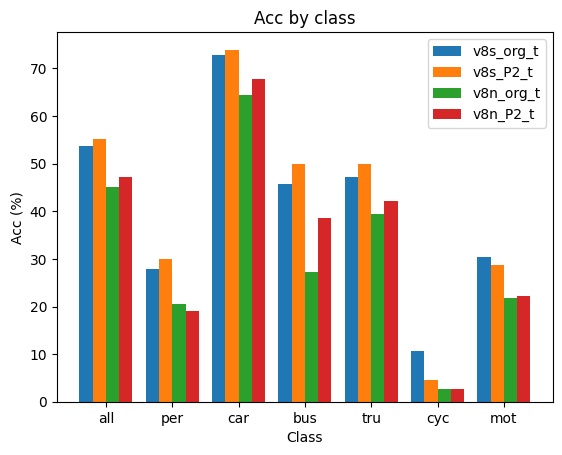 Acc by class
v8s_org_t
v8s_P2_t
v8n_org_t
v8n_P2_t
Acc (%)
70
60
50
40
30
20
10
0
all per car bus tru cyc mot
Class